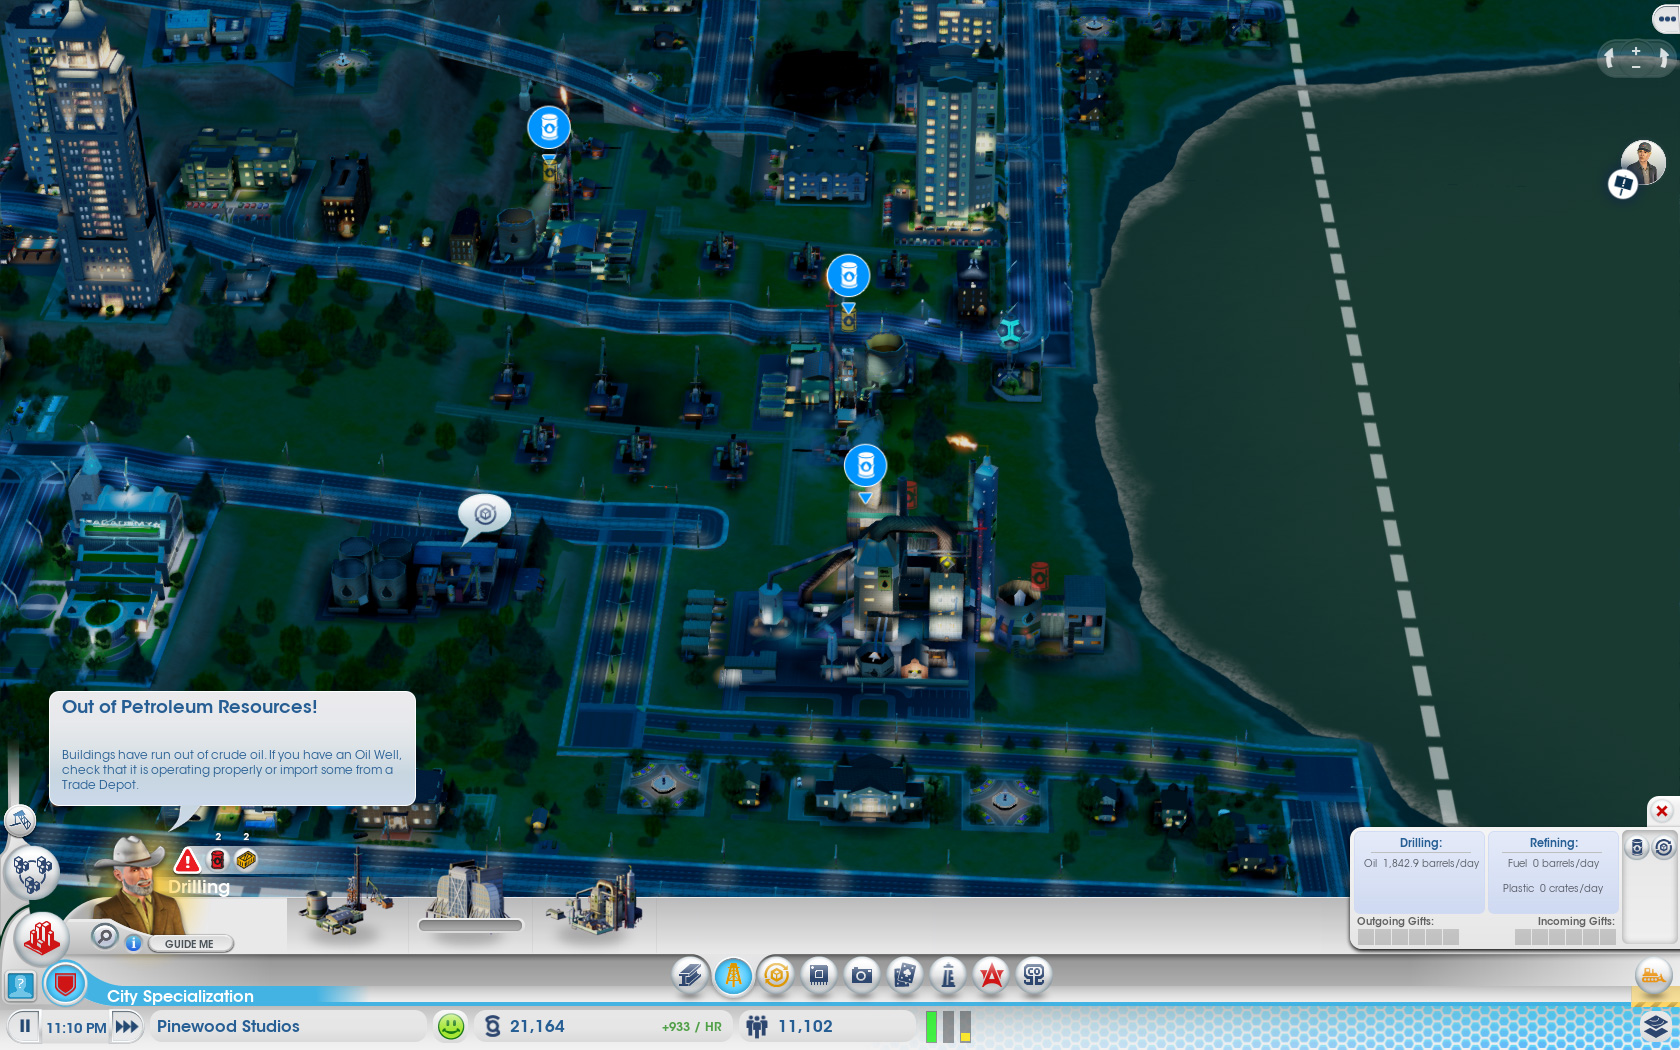 Out of Petroleum Resources!
Buildings have run out of crude oil. If you have an Oil Well,
check that it is operating properly or import some from a
Trade Depot.
2 2
Drilling
GUIDE ME
Drilling:
Oil 1,842.9 barrels/day
Refining:
Fuel 0 barrels/day
Plastic 0 crates/day
Outgoing Gifts:
Incoming Gifts:
City Specialization
11:10 PM
Pinewood Studios
21,164
+933 / HR
11,102